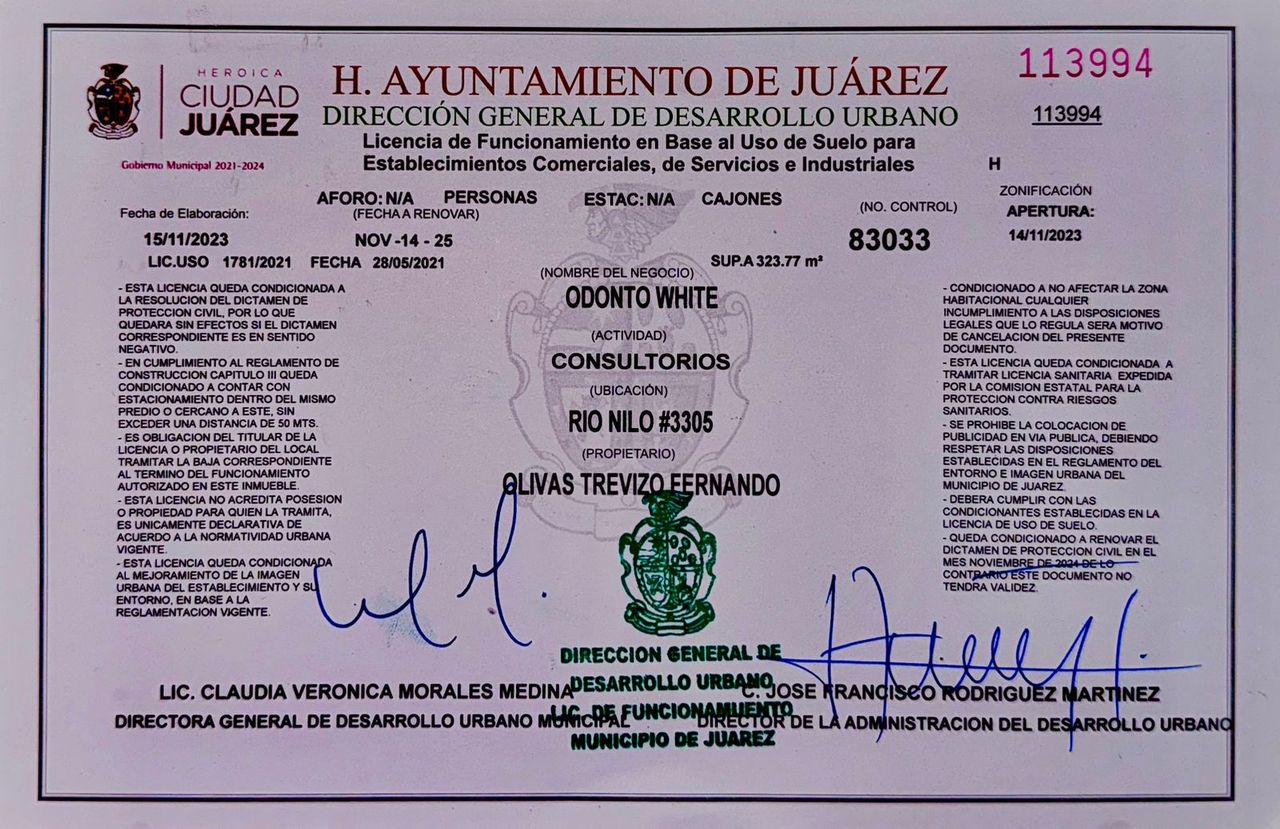 HEROICA
CIUDAD
JUÁREZ
Gobierno Municipal 2021-2024
H. AYUNTAMIENTO DE JUÁREZ
DIRECCIÓN GENERAL DE DESARROLLO URBANO
Licencia de Funcionamiento en Base al Uso de Suelo para
Establecimientos Comerciales, de Servicios e Industriales
113994
113994
H
ZONIFICACIÓN
AFORO: N/A PERSONAS ESTAC: N/A CAJONES
Fecha de Elaboración: (FECHA A RENOVAR) (NO. CONTROL) APERTURA:
15/11/2023 NOV -14 - 25 83033 14/11/2023
LIC.USO 1781/2021 FECHA 28/05/2021 SUP.A 323.77 m²
(NOMBRE DEL NEGOCIO)
ODONTO WHITE
(ACTIVIDAD)
CONSULTORIOS
(UBICACIÓN)
RIO NILO #3305
(PROPIETARIO)
OLIVAS TREVIZO FERNANDO
- ESTA LICENCIA QUEDA CONDICIONADA A
LA RESOLUCION DEL DICTAMEN DE
PROTECCION CIVIL, POR LO QUE
QUEDARA SIN EFECTOS SI EL DICTAMEN
CORRESPONDIENTE ES EN SENTIDO
NEGATIVO.
- EN CUMPLIMIENTO AL REGLAMENTO DE
CONSTRUCCION CAPITULO III QUEDA
CONDICIONADO A CONTAR CON
ESTACIONAMIENTO DENTRO DEL MISMO
PREDIO O CERCANO A ESTE, SIN
EXCEDER UNA DISTANCIA DE 50 MTS.
- ES OBLIGACION DEL TITULAR DE LA
LICENCIA O PROPIETARIO DEL LOCAL
TRAMITAR LA BAJA CORRESPONDIENTE
AL TERMINO DEL FUNCIONAMIENTO
AUTORIZADO EN ESTE INMUEBLE.
- ESTA LICENCIA NO ACREDITA POSESION
O PROPIEDAD PARA QUIEN LA TRAMITA,
ES UNICAMENTE DECLARATIVA DE
ACUERDO A LA NORMATIVIDAD URBANA
VIGENTE.
- ESTA LICENCIA QUEDA CONDICIONADA
AL MEJORAMIENTO DE LA IMAGEN
URBANA DEL ESTABLECIMIENTO Y SU
ENTORNO, EN BASE A LA
REGLAMENTACION VIGENTE.
- CONDICIONADO A NO AFECTAR LA ZONA
HABITACIONAL CUALQUIER
INCUMPLIMIENTO A LAS DISPOSICIONES
LEGALES QUE LO REGULA SERA MOTIVO
DE CANCELACION DEL PRESENTE
DOCUMENTO.
- ESTA LICENCIA QUEDA CONDICIONADA A
TRAMITAR LICENCIA SANITARIA EXPEDIDA
POR LA COMISION ESTATAL PARA LA
PROTECCION CONTRA RIESGOS
SANITARIOS.
- SE PROHIBE LA COLOCACION DE
PUBLICIDAD EN VIA PUBLICA, DEBIENDO
RESPETAR LAS DISPOSICIONES
ESTABLECIDAS EN EL REGLAMENTO DEL
ENTORNO E IMAGEN URBANA DEL
MUNICIPIO DE JUAREZ.
- DEBERA CUMPLIR CON LAS
CONDICIONANTES ESTABLECIDAS EN LA
LICENCIA DE USO DE SUELO.
- QUEDA CONDICIONADO A RENOVAR EL
DICTAMEN DE PROTECCION CIVIL EN EL
MES NOVIEMBRE DE 2024 DE LO
CONTRARIO ESTE DOCUMENTO NO
TENDRA VALIDEZ.
DIRECCION GENERAL DE
DESARROLLO URBANO
LIC. DE FUNCIONAMIENTO
MUNICIPIO DE JUAREZ
LIC. CLAUDIA VERONICA MORALES MEDINA
DIRECTORA GENERAL DE DESARROLLO URBANO MUNICIPAL
C. JOSE FRANCISCO RODRIGUEZ MARTINEZ
DIRECTOR DE LA ADMINISTRACION DEL DESARROLLO URBANO